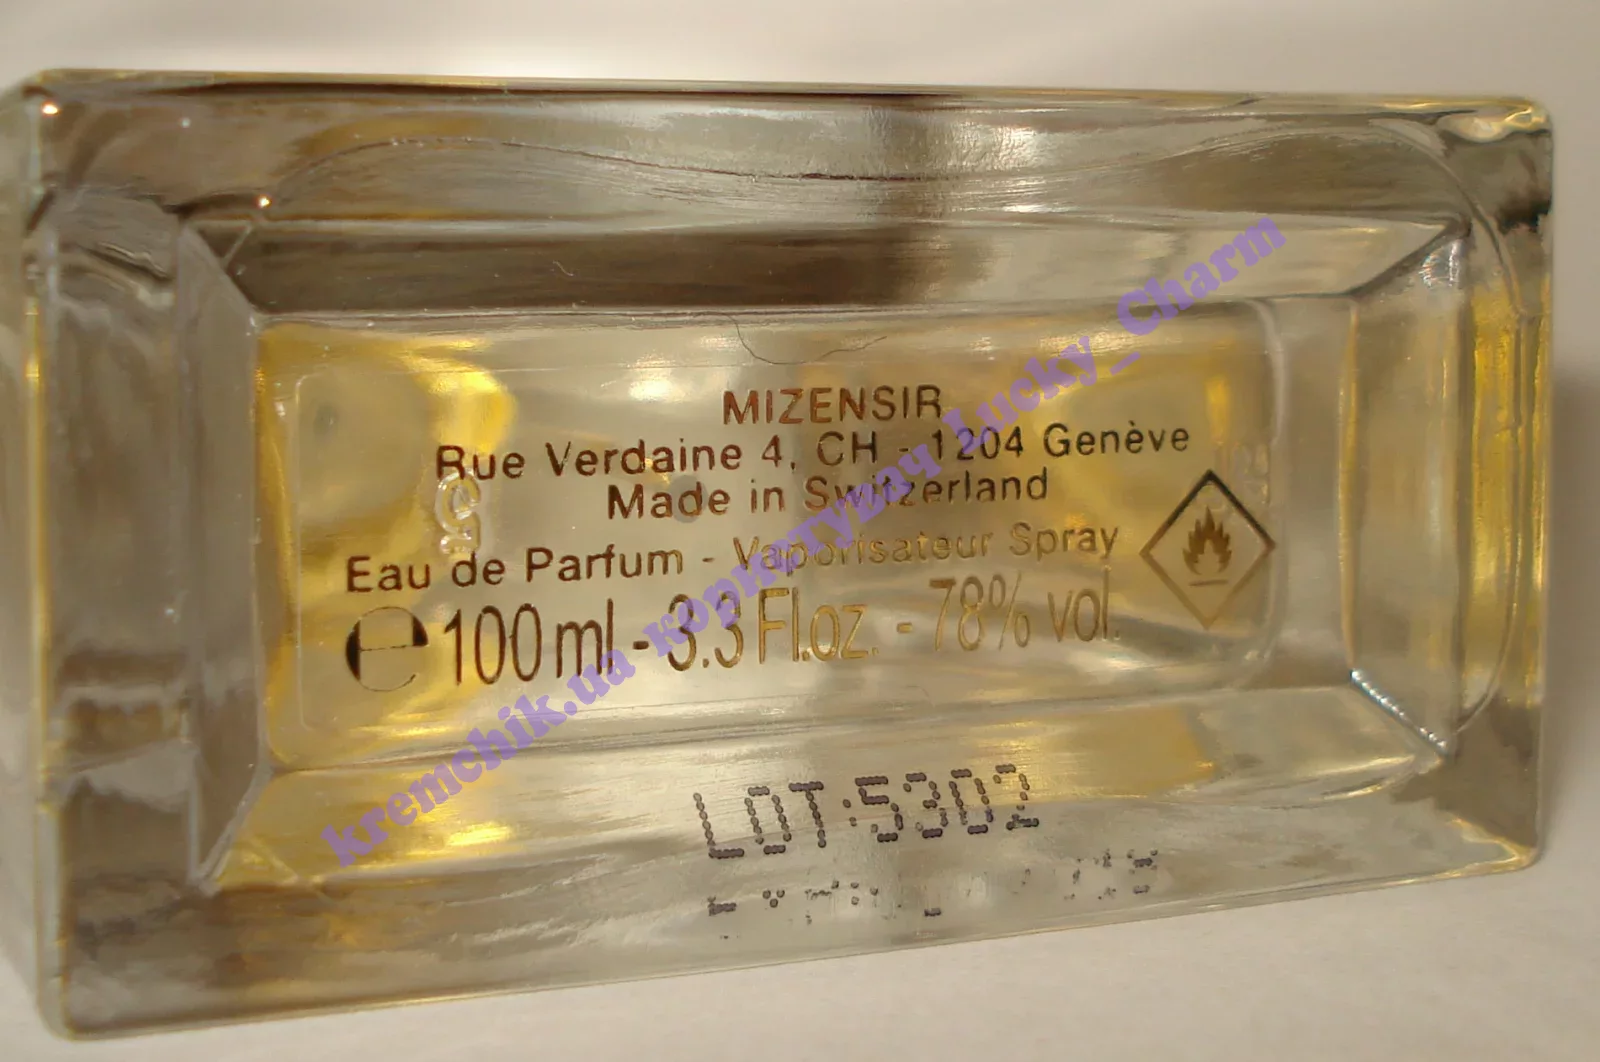 MIZENSIR
Rue Verdaine 4, CH - 1204 Genève
Made in Switzerland
Eau de Parfum - Vaporisateur Spray
e 100 ml - 3.3 Fl.oz. - 78% vol.
LOT:5302
kremchik.ua користувач Lucky_Charm